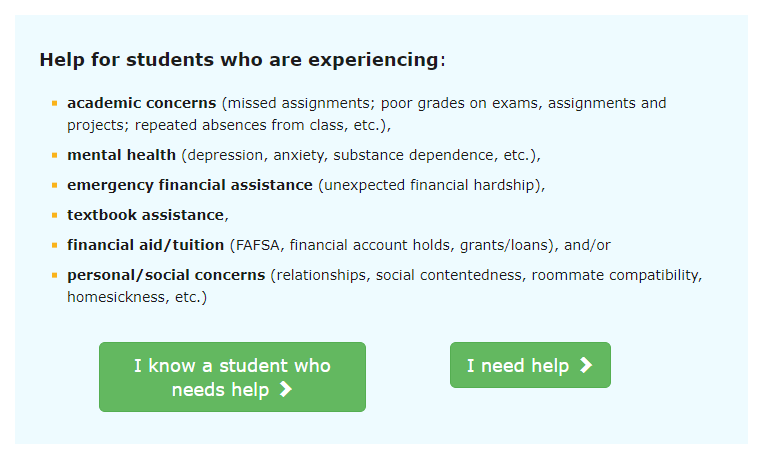 Help for students who are experiencing:
academic concerns (missed assignments; poor grades on exams, assignments and
projects; repeated absences from class, etc.),
mental health (depression, anxiety, substance dependence, etc.),
emergency financial assistance (unexpected financial hardship),
textbook assistance,
financial aid/tuition (FAFSA, financial account holds, grants/loans), and/or
personal/social concerns (relationships, social contentedness, roommate compatibility,
homesickness, etc.)
I know a student who
needs help
I need help